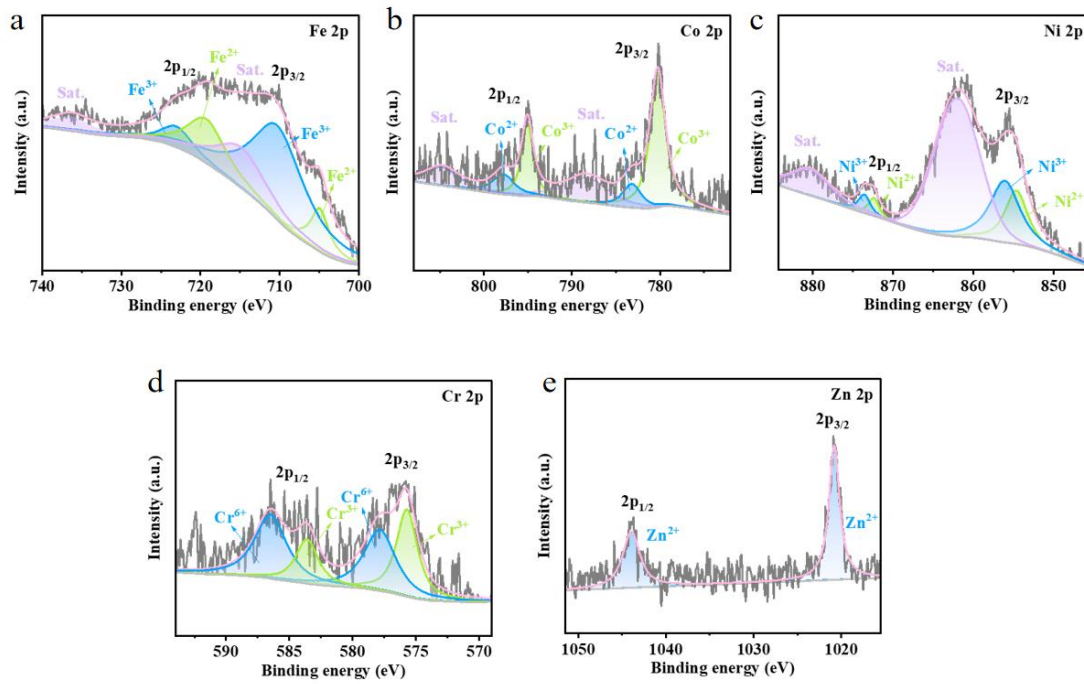 a
Fe 2p
Sat.
Fe³⁺
2p₁/₂
Fe²⁺
Sat.
2p₃/₂
Fe³⁺
Fe²⁺
Intensity (a.u.)
740 730 720 710 700
Binding energy (eV)
b
Co 2p
2p₃/₂
2p₁/₂
Sat.
Co²⁺
Co³⁺
Sat.
Co²⁺
Co³⁺
Intensity (a.u.)
800 790 780
Binding energy (eV)
c
Ni 2p
Sat.
2p₃/₂
Sat.
Ni³⁺
2p₁/₂
Ni²⁺
Ni³⁺
Ni²⁺
Intensity (a.u.)
880 870 860 850
Binding energy (eV)
d
Cr 2p
2p₁/₂
2p₃/₂
Cr⁶⁺
Cr³⁺
Cr⁶⁺
Cr³⁺
Intensity (a.u.)
590 585 580 575 570
Binding energy (eV)
e
Zn 2p
2p₃/₂
2p₁/₂
Zn²⁺
Zn²⁺
Intensity (a.u.)
1050 1040 1030 1020
Binding energy (eV)